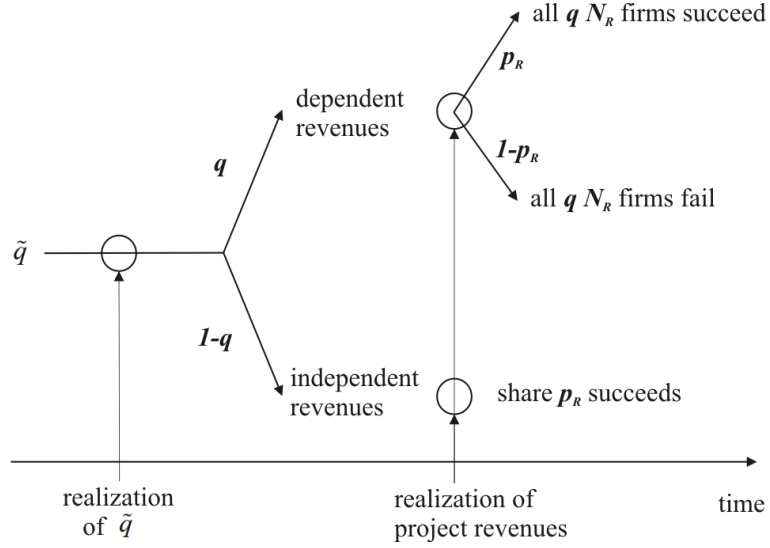 all q N_R firms succeed
p_R
dependent
revenues
q
1-p_R
all q N_R firms fail
q̃
1-q
independent
revenues
share p_R succeeds
realization
of q̃
realization of
project revenues
time